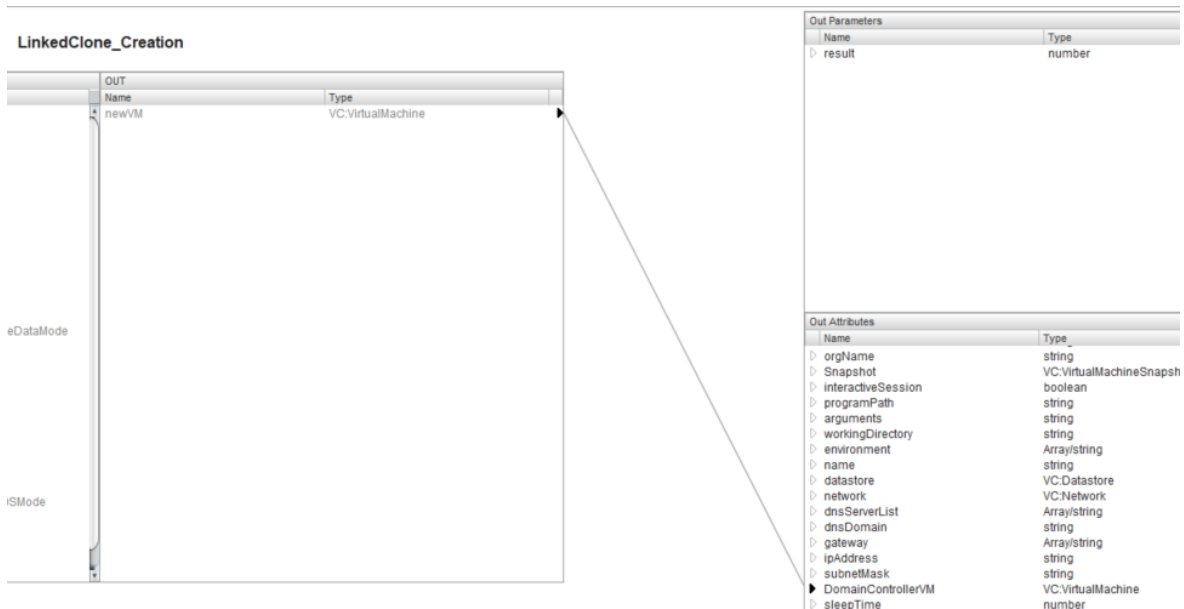 LinkedClone_Creation
OUT
Name Type
newVM VC:VirtualMachine
eDataMode
SMode
Out Parameters
Name Type
result number
Out Attributes
Name Type
orgName string
Snapshot VC:VirtualMachineSnapsh
interactiveSession boolean
programPath string
arguments string
workingDirectory string
environment Array/string
name string
datastore VC:Datastore
network VC:Network
dnsServerList Array/string
dnsDomain string
gateway Array/string
ipAddress string
subnetMask string
DomainControllerVM VC:VirtualMachine
sleepTime number